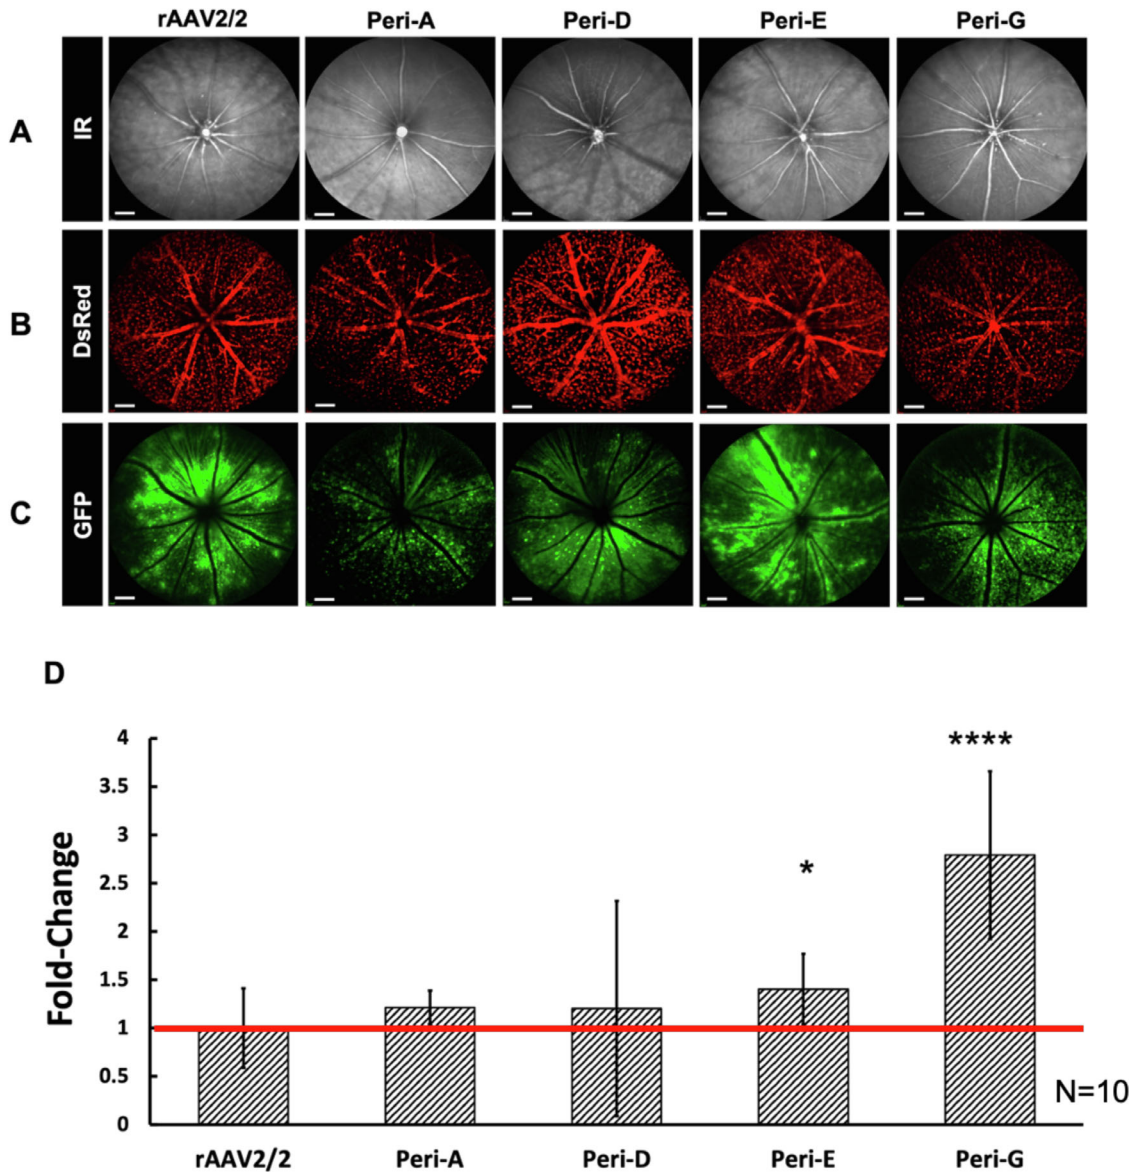 rAAV2/2 Peri-A Peri-D Peri-E Peri-G
A IR
B DsRed
C GFP
D
Fold-Change
4
3.5
3
2.5
2
1.5
1
0.5
0
****
*
N=10
rAAV2/2 Peri-A Peri-D Peri-E Peri-G